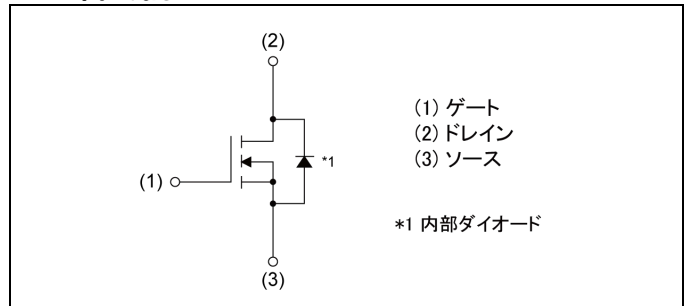 (2)
(1) ゲート
(2) ドレイン
(3) ソース
*1
(1)
*1 内部ダイオード
(3)